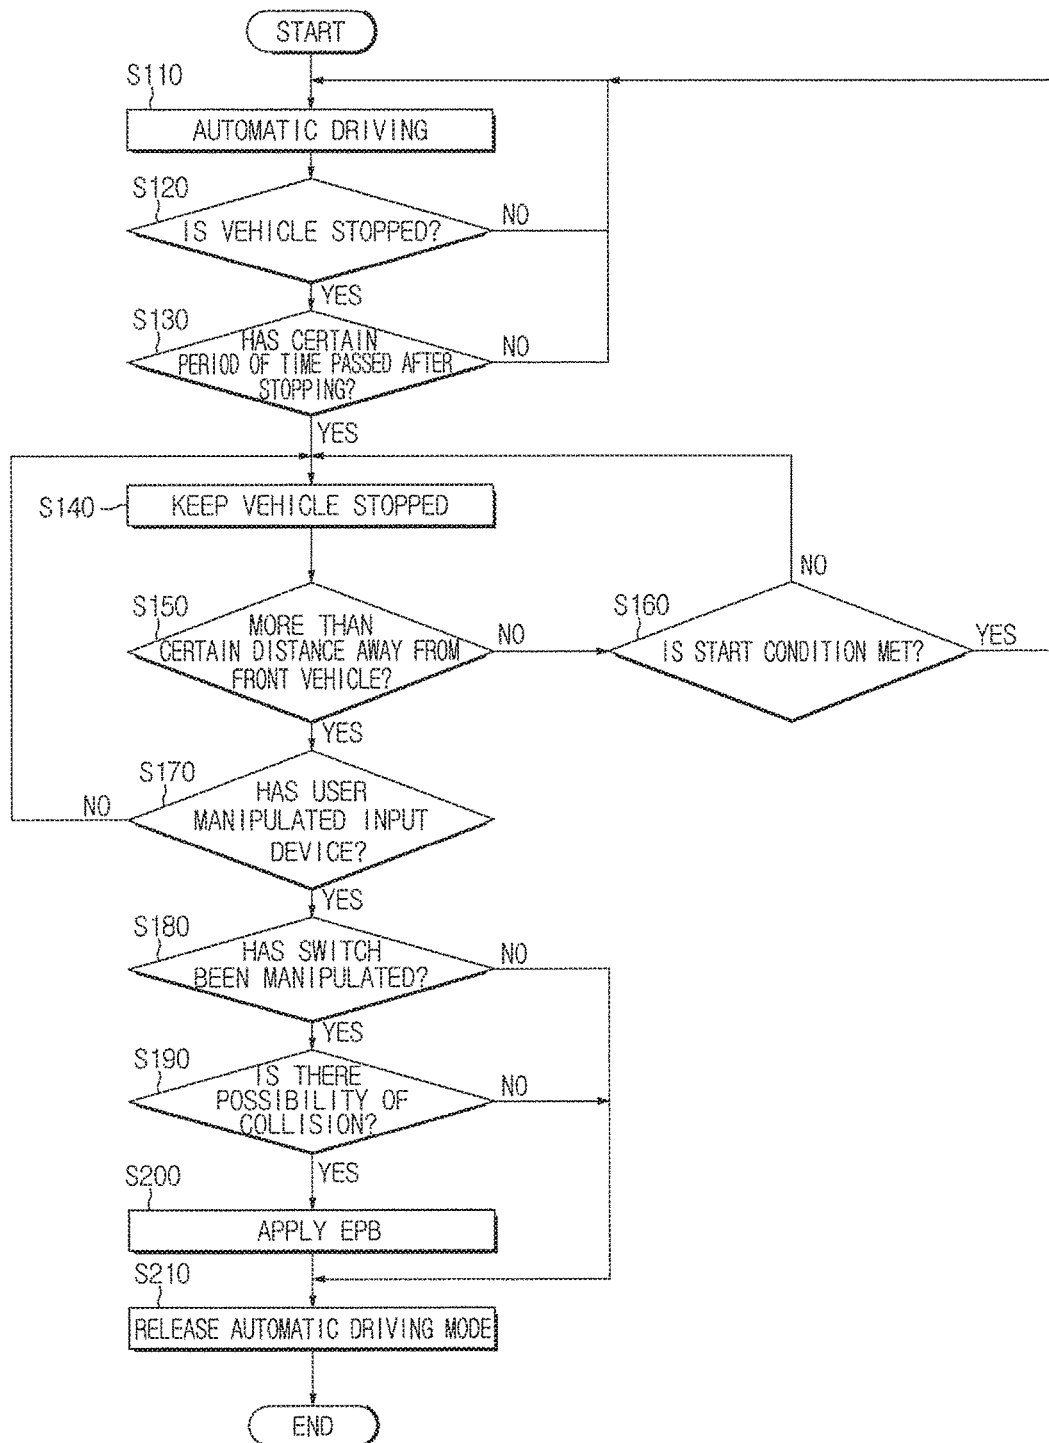 START
S110
AUTOMATIC DRIVING
S120
IS VEHICLE STOPPED?
NO
YES
S130
HAS CERTAIN
PERIOD OF TIME PASSED AFTER
STOPPING?
NO
YES
S140
KEEP VEHICLE STOPPED
S150
MORE THAN
CERTAIN DISTANCE AWAY FROM
FRONT VEHICLE?
NO
S160
IS START CONDITION MET?
NO
YES
YES
S170
HAS USER
MANIPULATED INPUT
DEVICE?
NO
YES
S180
HAS SWITCH
BEEN MANIPULATED?
NO
YES
S190
IS THERE
POSSIBILITY OF
COLLISION?
NO
YES
S200
APPLY EPB
S210
RELEASE AUTOMATIC DRIVING MODE
END